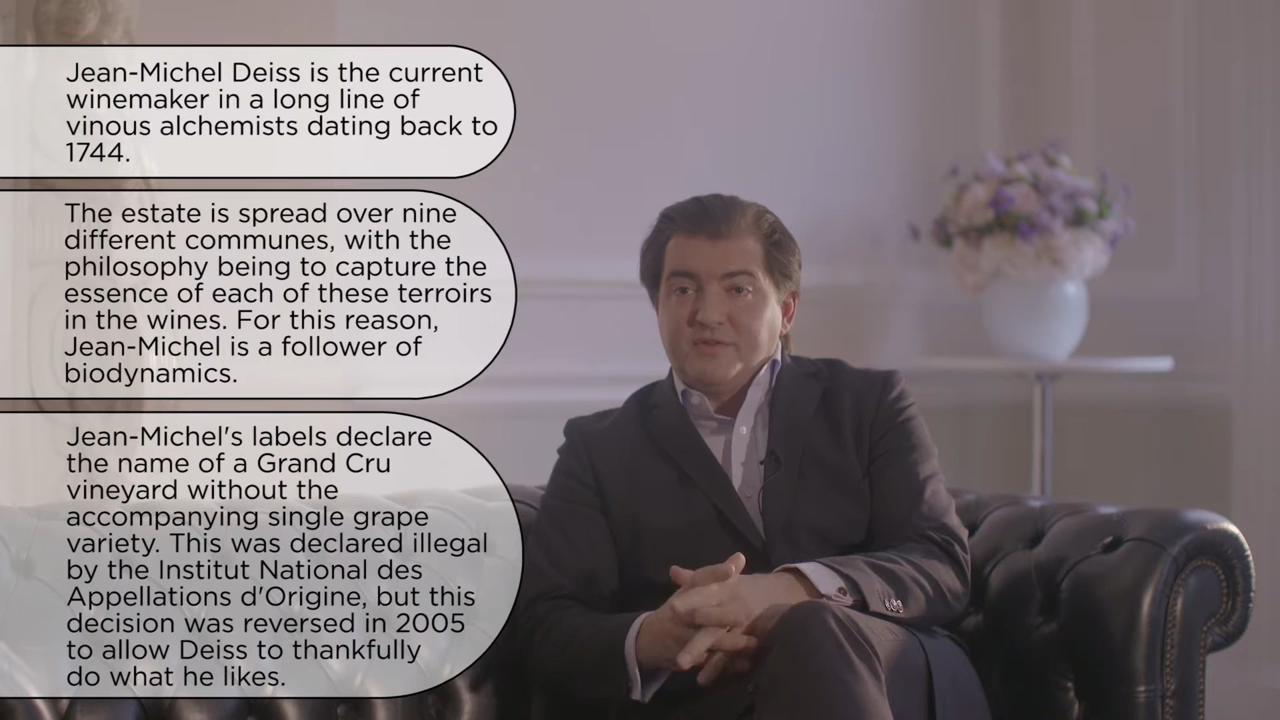 Jean-Michel Deiss is the current
winemaker in a long line of
vinous alchemists dating back to
1744.
The estate is spread over nine
different communes, with the
philosophy being to capture the
essence of each of these terroirs
in the wines. For this reason,
Jean-Michel is a follower of
biodynamics.
Jean-Michel's labels declare
the name of a Grand Cru
vineyard without the
accompanying single grape
variety. This was declared illegal
by the Institut National des
Appellations d'Origine, but this
decision was reversed in 2005
to allow Deiss to thankfully
do what he likes.